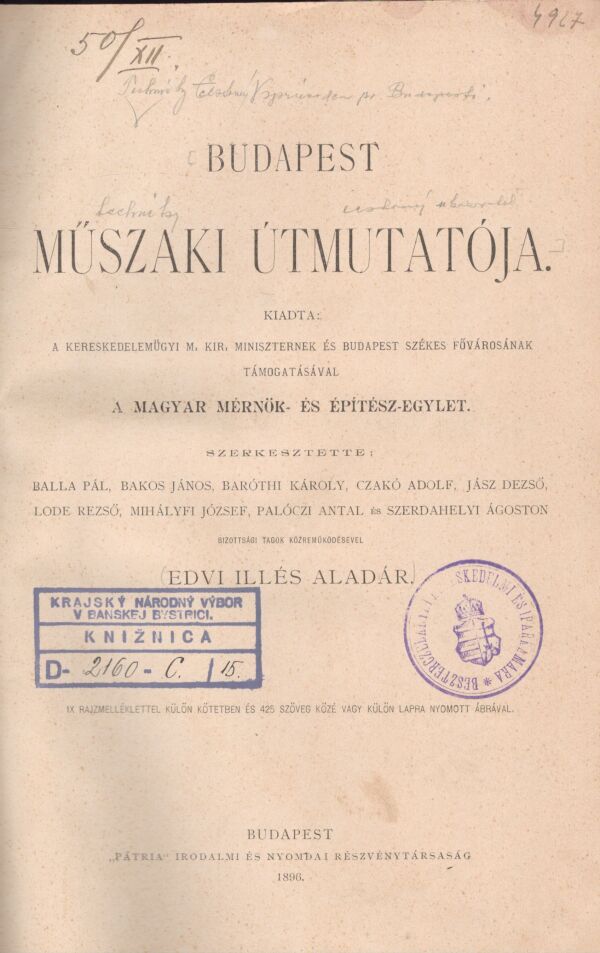 50/XII.
4927
BUDAPEST
MŰSZAKI ÚTMUTATÓJA.
KIADTA:
A KERESKEDELEMÜGYI M. KIR. MINISZTERNEK ÉS BUDAPEST SZÉKES FŐVÁROSÁNAK
TÁMOGATÁSÁVAL
A MAGYAR MÉRNÖK- ÉS ÉPÍTÉSZ-EGYLET.
SZERKESZTETTE:
BALLA PÁL, BAKOS JÁNOS, BARÓTHI KÁROLY, CZAKÓ ADOLF, JÁSZ DEZSŐ,
LODE REZSŐ, MIHÁLYFI JÓZSEF, PALÓCZI ANTAL ÉS SZERDAHELYI ÁGOSTON
BIZOTTSÁGI TAGOK KÖZREMŰKÖDÉSÉVEL
(EDVI ILLÉS ALADÁR.)
KRAJSKÝ NÁRODNÝ VÝBOR
V BANSKEJ BYSTRICI.
KNIŽNICA
D- 2160 - C. / 15.
IX RAJZMELLÉKLETTEL KÜLÖN KÖTETBEN ÉS 425 SZÖVEG KÖZÉ VAGY KÜLÖN LAPRA NYOMOTT ÁBRÁVAL.
BUDAPEST
„PÁTRIA“ IRODALMI ÉS NYOMDAI RÉSZVÉNYTÁRSASÁG
1896.